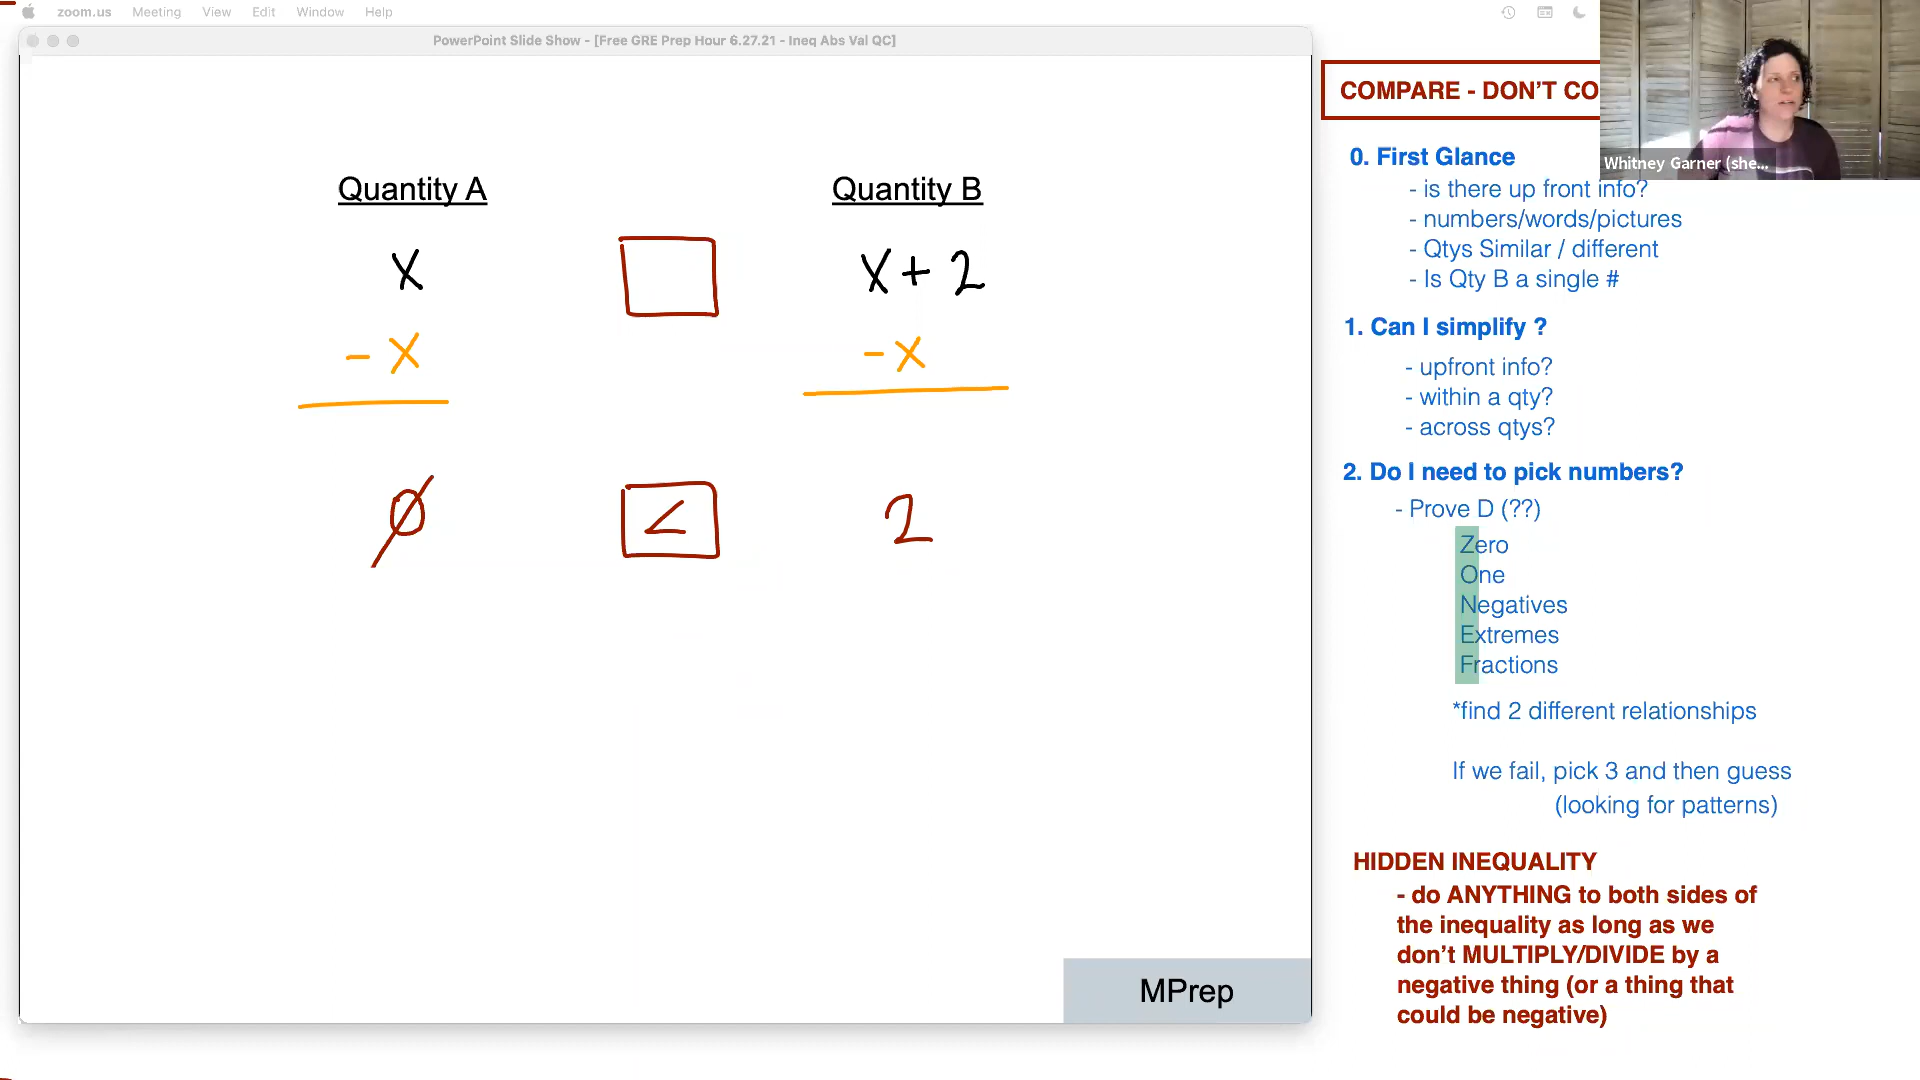 zoom.us Meeting View Edit Window Help
PowerPoint Slide Show - [Free GRE Prep Hour 6.27.21 - Ineq Abs Val QC]
Quantity A Quantity B
x x + 2
- x - x
0 < 2
MPrep
COMPARE - DON'T CO
Whitney Garner (she...
0. First Glance
- is there up front info?
- numbers/words/pictures
- Qtys Similar / different
- Is Qty B a single #
1. Can I simplify ?
- upfront info?
- within a qty?
- across qtys?
2. Do I need to pick numbers?
- Prove D (??)
Zero
One
Negatives
Extremes
Fractions
*find 2 different relationships
If we fail, pick 3 and then guess
(looking for patterns)
HIDDEN INEQUALITY
- do ANYTHING to both sides of
the inequality as long as we
don't MULTIPLY/DIVIDE by a
negative thing (or a thing that
could be negative)